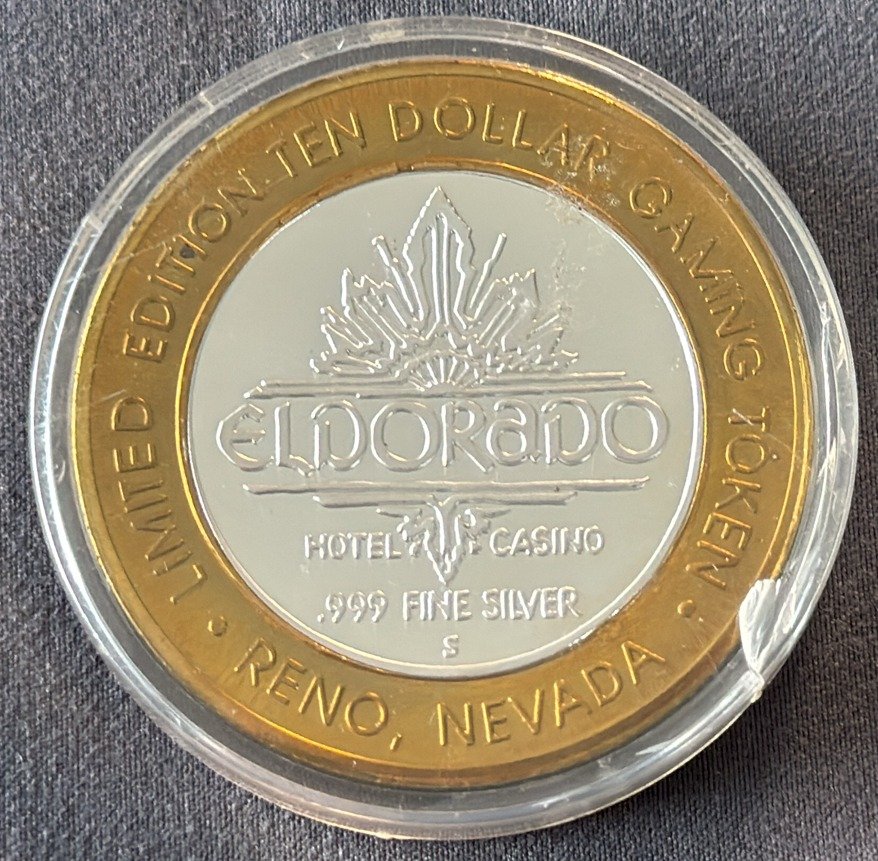 • LIMITED EDITION TEN DOLLAR GAMING TOKEN •
ELDORADO
HOTEL CASINO
.999 FINE SILVER
S
RENO, NEVADA